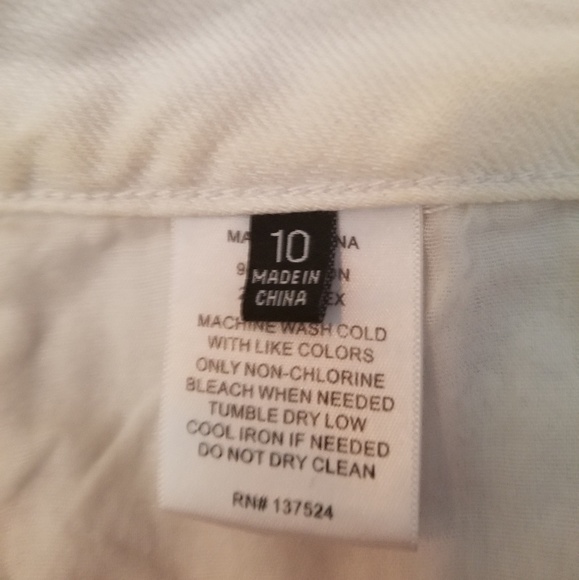 10
MADE IN
CHINA
MACHINE WASH COLD
WITH LIKE COLORS
ONLY NON-CHLORINE
BLEACH WHEN NEEDED
TUMBLE DRY LOW
COOL IRON IF NEEDED
DO NOT DRY CLEAN
RN# 137524